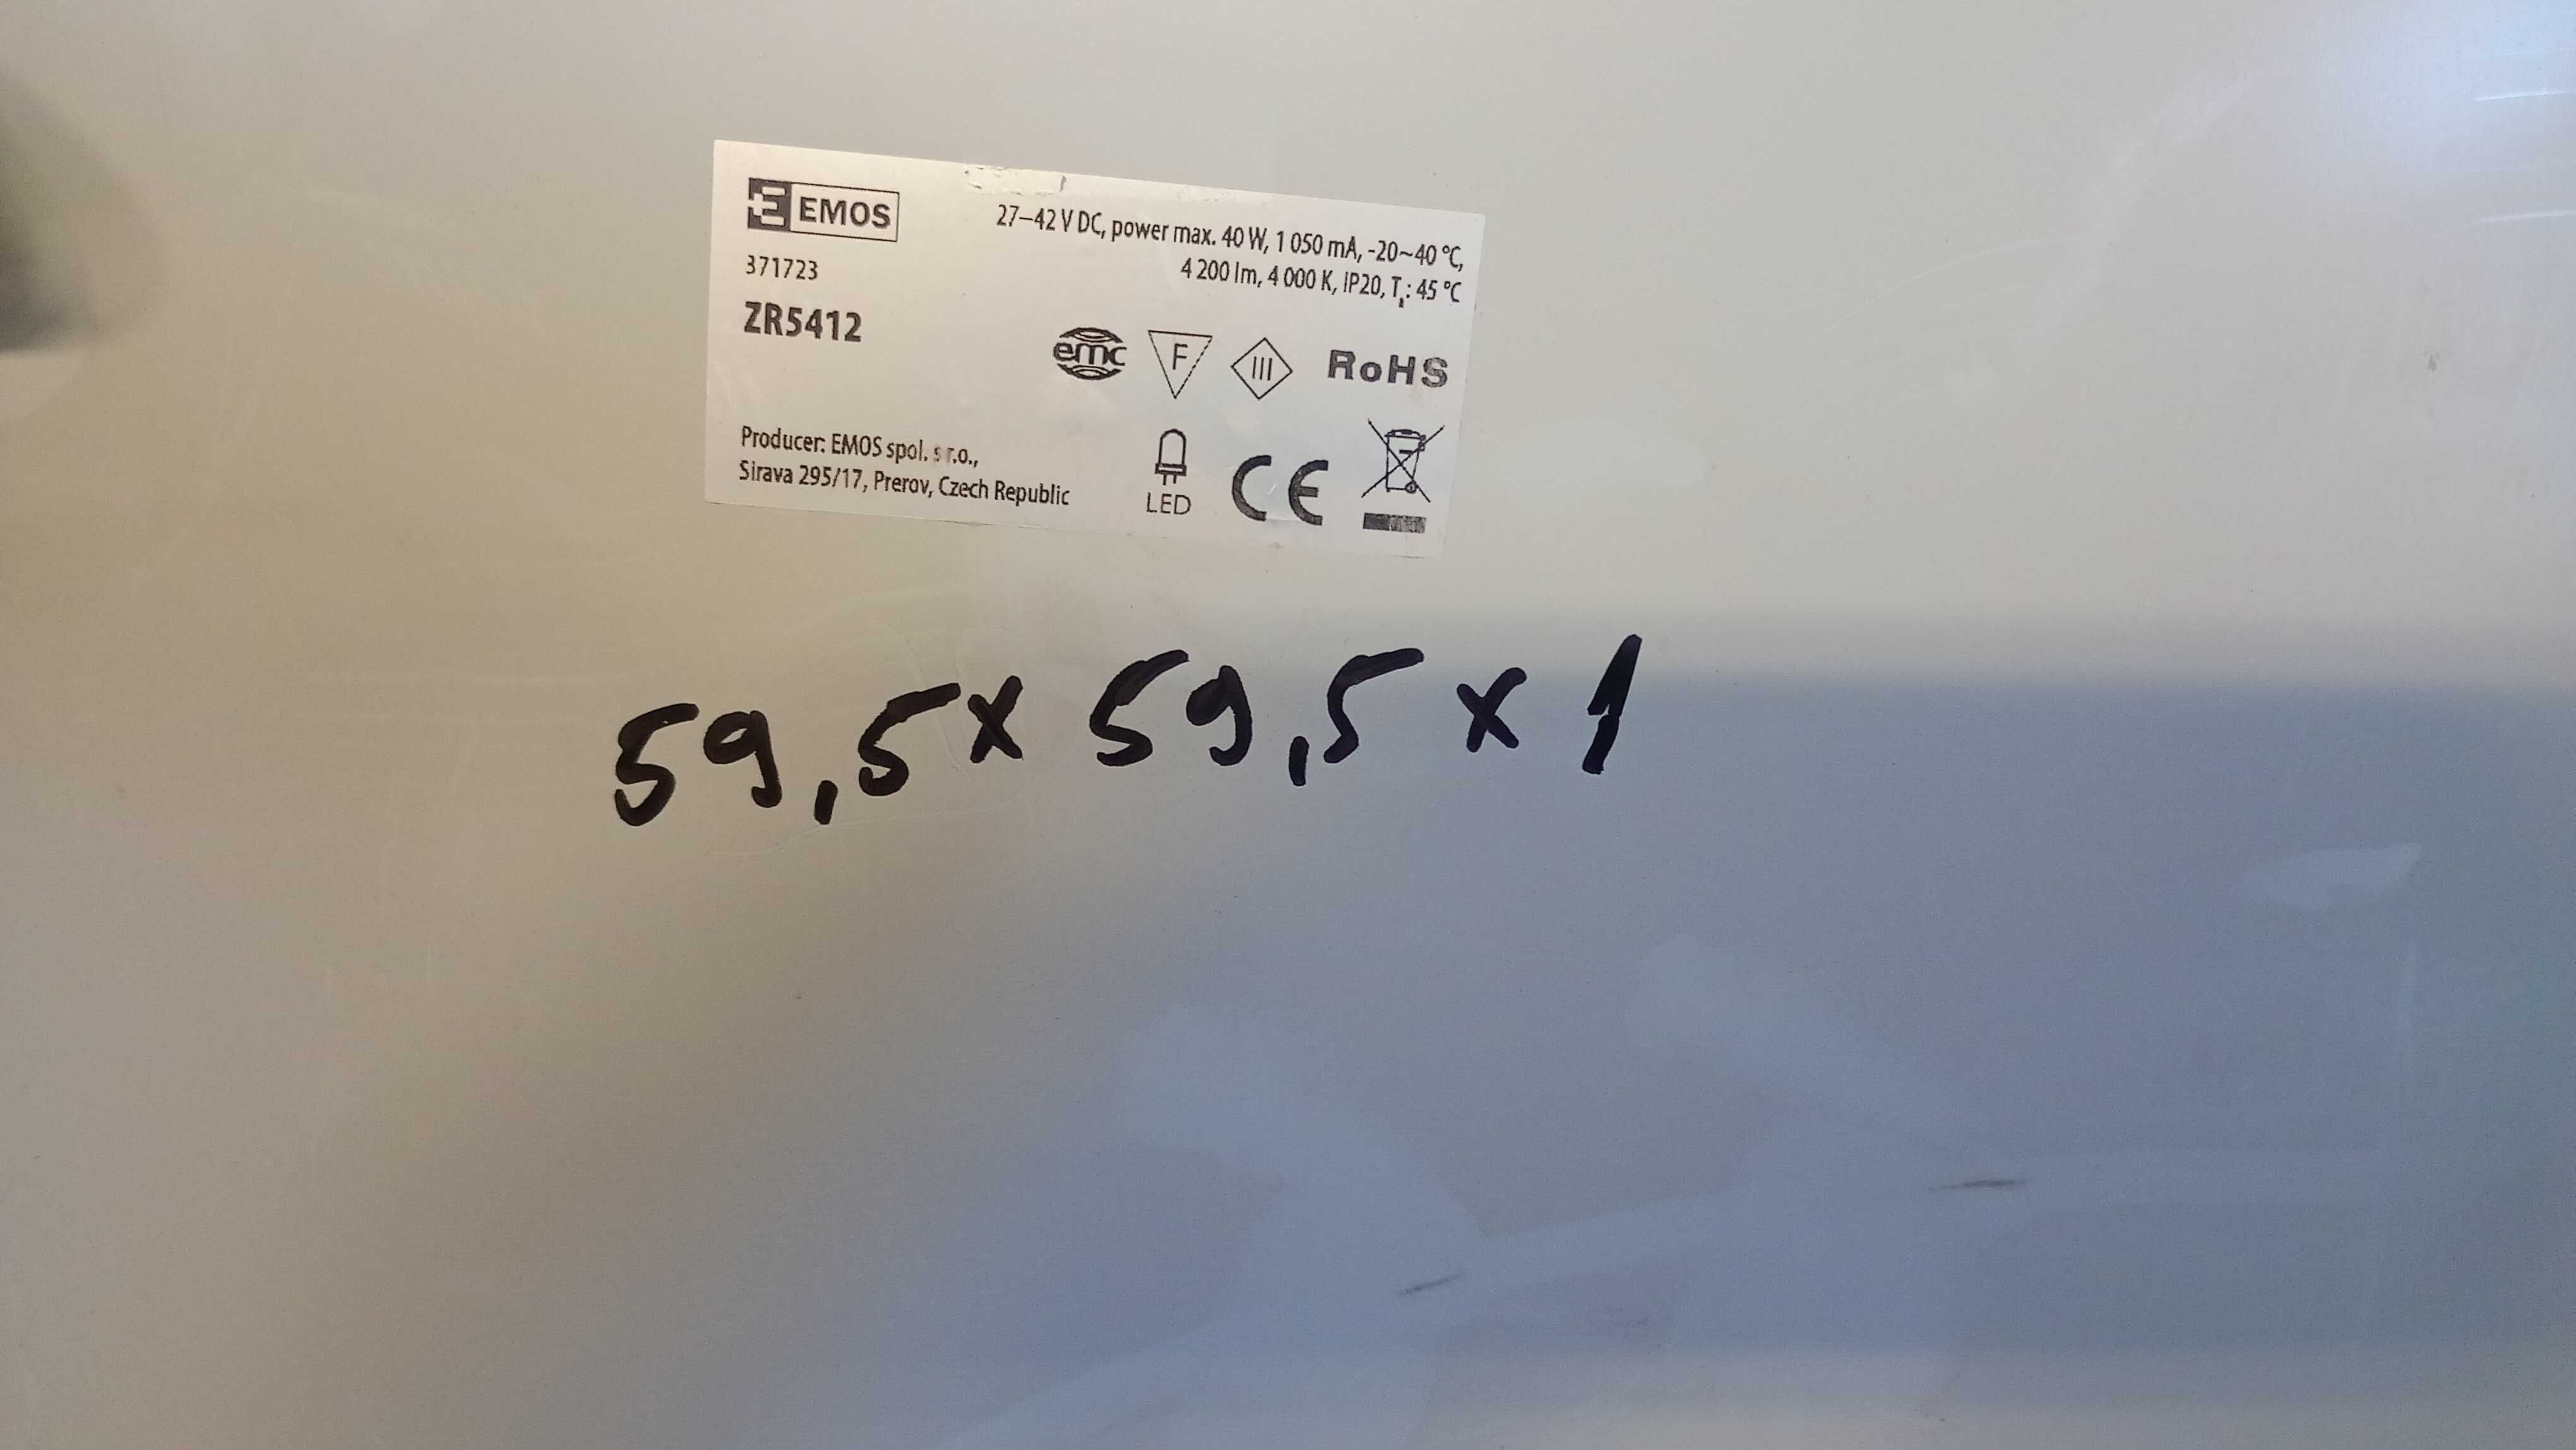 EMOS
27–42 V DC, power max. 40 W, 1 050 mA, -20~40 °C,
4 200 lm, 4 000 K, IP20, Ta: 45 °C
371723
ZR5412
emc F III RoHS
Producer: EMOS spol. s r.o.,
Sirava 295/17, Prerov, Czech Republic
LED CE
59,5 x 59,5 x 1